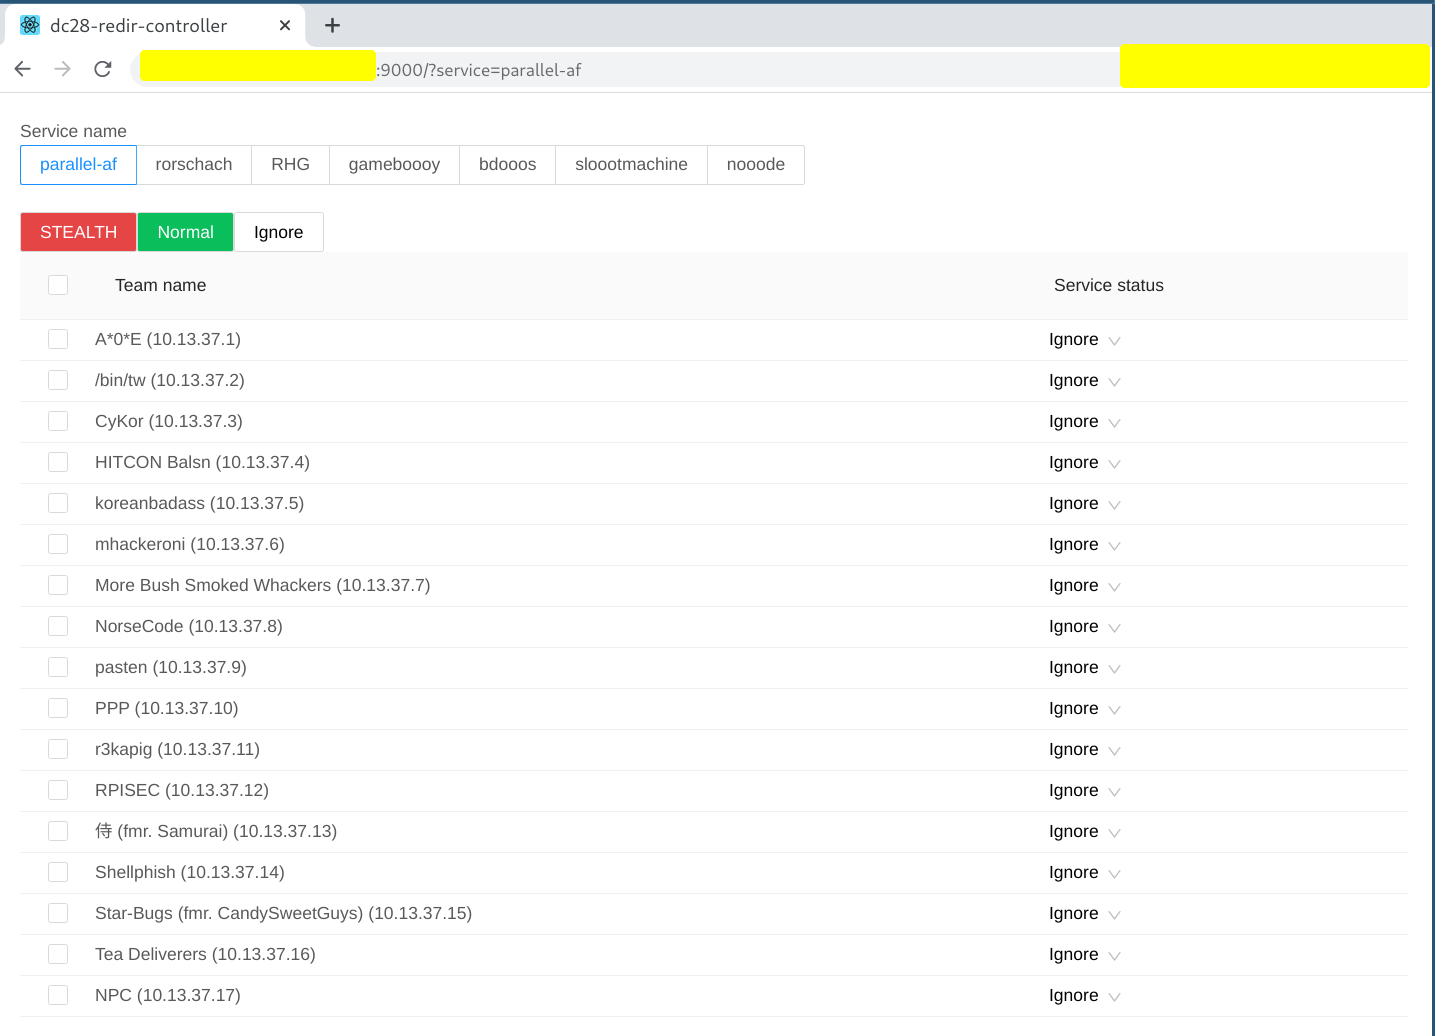 dc28-redir-controller
:9000/?service=parallel-af
Service name
parallel-af rorschach RHG gameboooy bdooos sloootmachine nooode
STEALTH Normal Ignore
Team name Service status
A*0*E (10.13.37.1) Ignore
/bin/tw (10.13.37.2) Ignore
CyKor (10.13.37.3) Ignore
HITCON Balsn (10.13.37.4) Ignore
koreanbadass (10.13.37.5) Ignore
mhackeroni (10.13.37.6) Ignore
More Bush Smoked Whackers (10.13.37.7) Ignore
NorseCode (10.13.37.8) Ignore
pasten (10.13.37.9) Ignore
PPP (10.13.37.10) Ignore
r3kapig (10.13.37.11) Ignore
RPISEC (10.13.37.12) Ignore
侍 (fmr. Samurai) (10.13.37.13) Ignore
Shellphish (10.13.37.14) Ignore
Star-Bugs (fmr. CandySweetGuys) (10.13.37.15) Ignore
Tea Deliverers (10.13.37.16) Ignore
NPC (10.13.37.17) Ignore